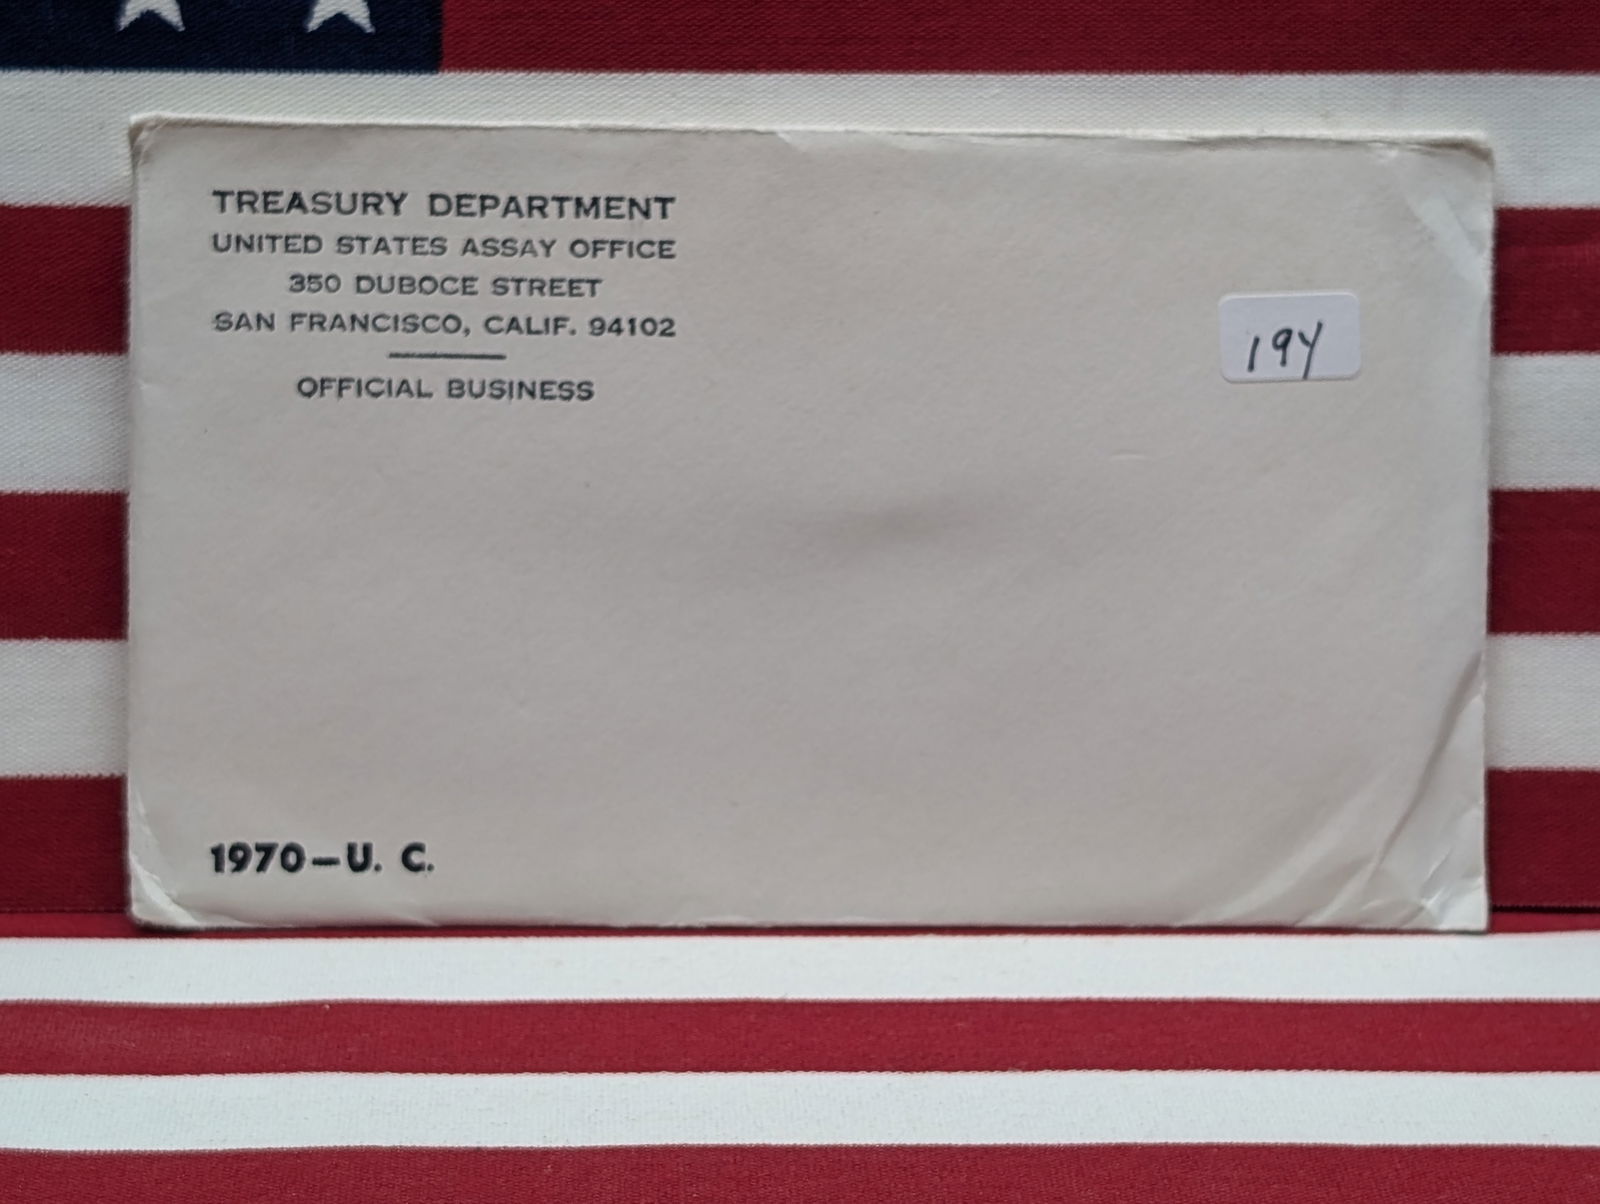 TREASURY DEPARTMENT
UNITED STATES ASSAY OFFICE
350 DUBOCE STREET
SAN FRANCISCO, CALIF. 94102
OFFICIAL BUSINESS
19Y
1970—U. C.